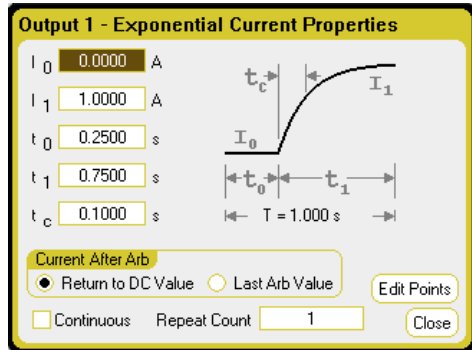 Output 1 - Exponential Current Properties
I 0 0.0000 A
I 1 1.0000 A
t 0 0.2500 s
t 1 0.7500 s
t c 0.1000 s
tc
I1
I0
t0 t1
T = 1.000 s
Current After Arb
Return to DC Value Last Arb Value
Edit Points
Continuous Repeat Count 1
Close